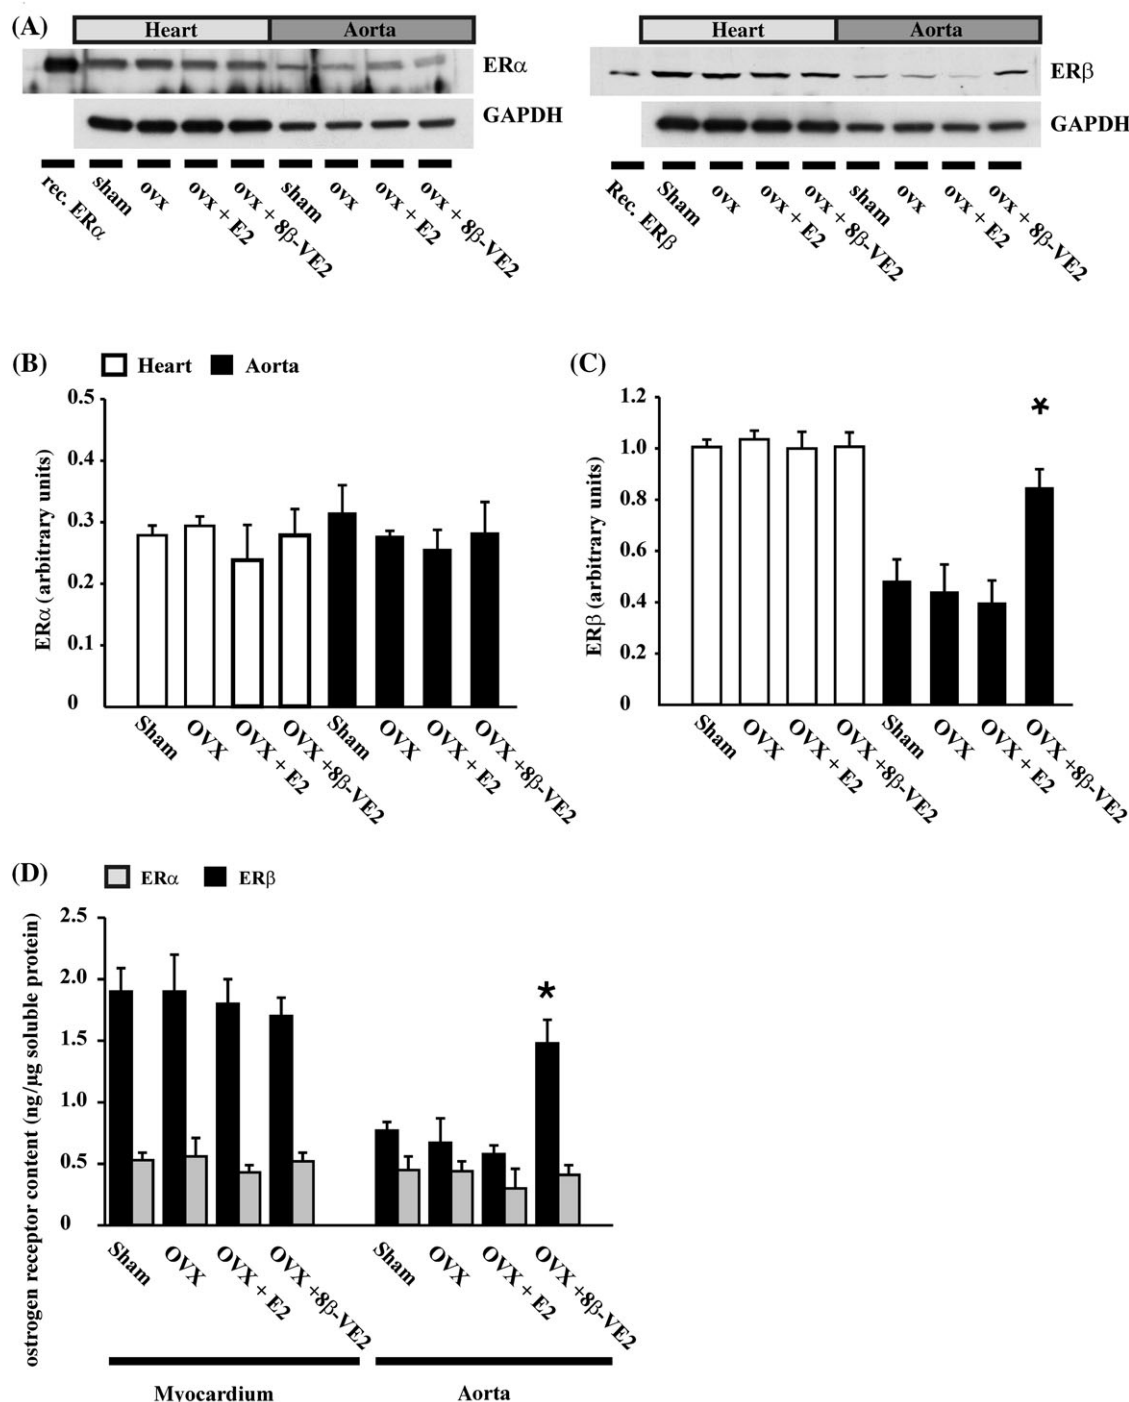 (A)
Heart Aorta
ERα
GAPDH
rec. ERα
sham
ovx
ovx + E2
ovx + 8β-VE2
sham
ovx
ovx + E2
ovx + 8β-VE2
Heart Aorta
ERβ
GAPDH
Rec. ERβ
Sham
ovx
ovx + E2
ovx + 8β-VE2
sham
ovx
ovx + E2
ovx + 8β-VE2
(B)
Heart Aorta
ERα (arbitrary units)
0.5
0.4
0.3
0.2
0.1
0
Sham
OVX
OVX + E2
OVX +8β-VE2
Sham
OVX
OVX + E2
OVX +8β-VE2
(C)
ERβ (arbitrary units)
1.2
1.0
0.8
0.6
0.4
0.2
0
*
Sham
OVX
OVX + E2
OVX +8β-VE2
Sham
OVX
OVX + E2
OVX +8β-VE2
(D)
ERα ERβ
ostrogen receptor content (ng/µg soluble protein)
2.5
2.0
1.5
1.0
0.5
0
*
Sham
OVX
OVX + E2
OVX +8β-VE2
Sham
OVX
OVX + E2
OVX +8β-VE2
Myocardium
Aorta